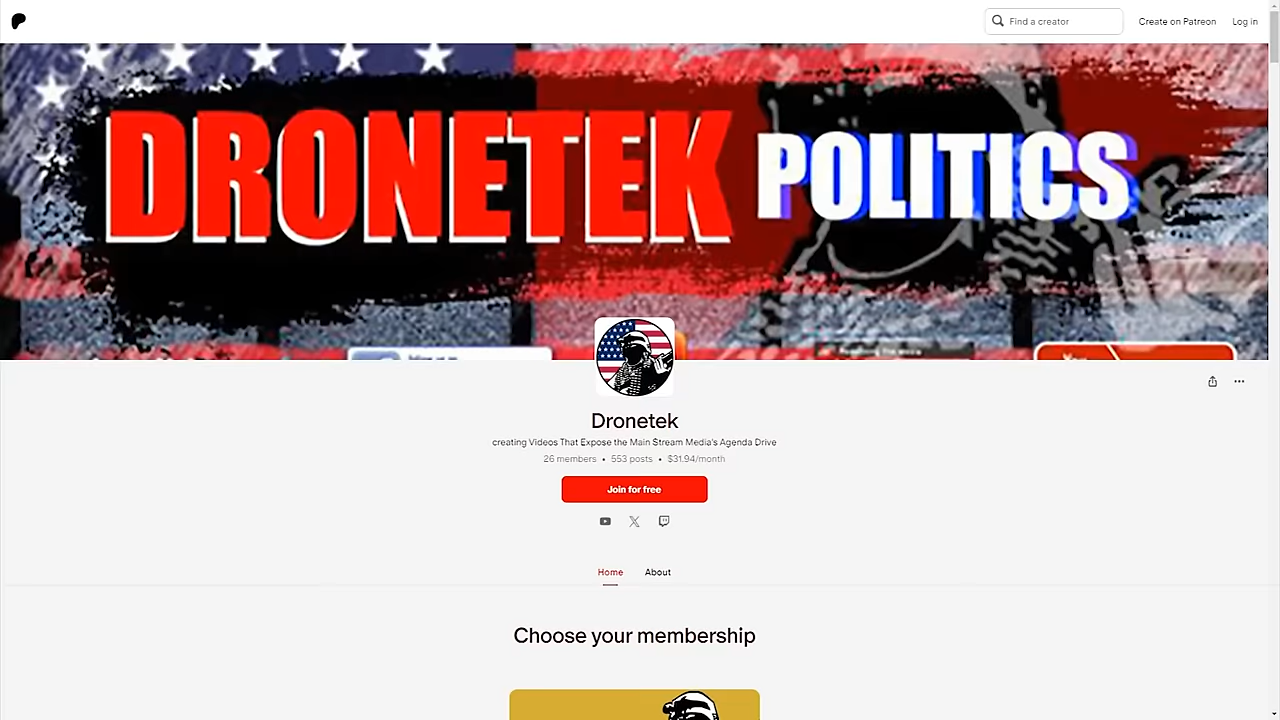 Find a creator
Create on Patreon
Log in
DRONETEK POLITICS
Dronetek
creating Videos That Expose the Main Stream Media's Agenda Drive
26 members • 553 posts • $31.94/month
Join for free
Home
About
Choose your membership